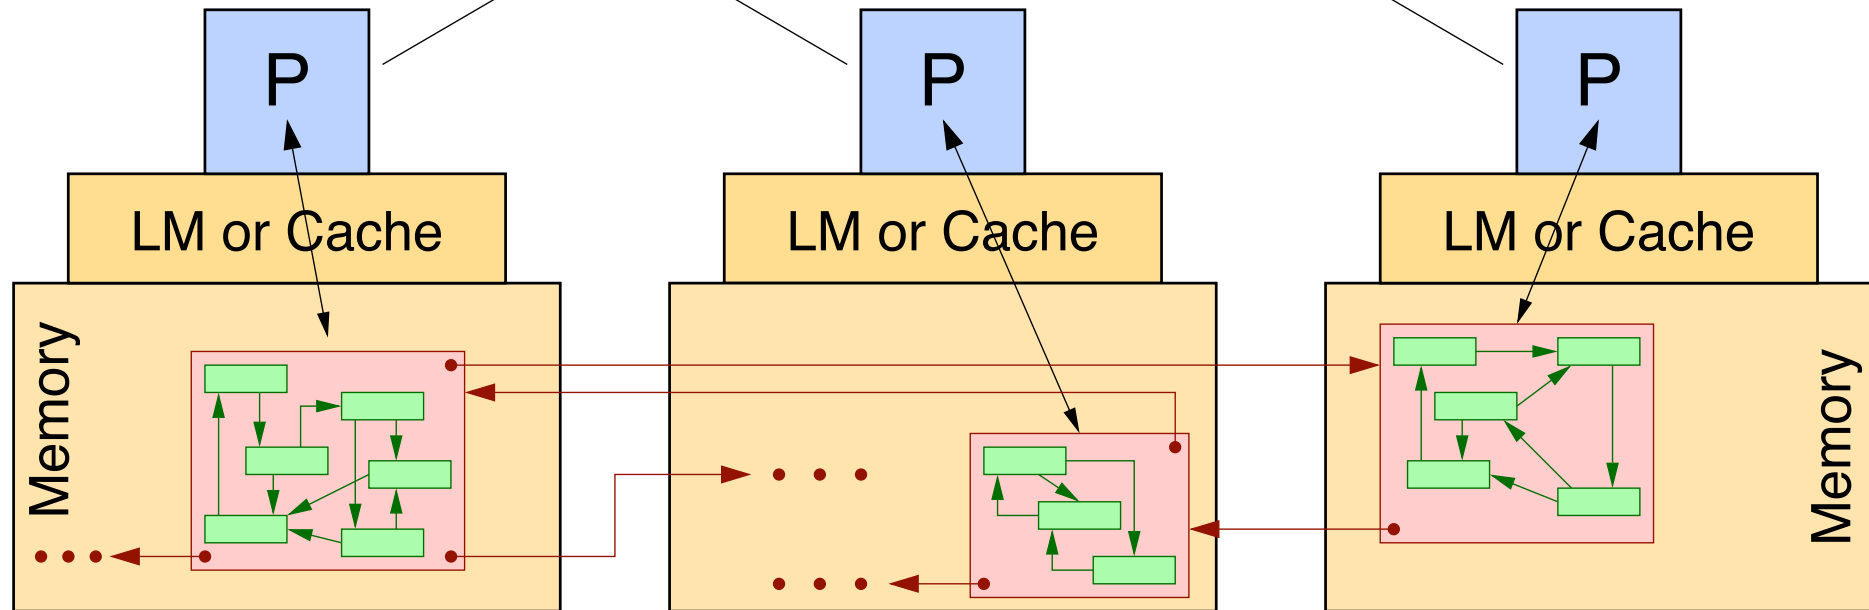 P
P
P
LM or Cache
LM or Cache
LM or Cache
Memory
Memory